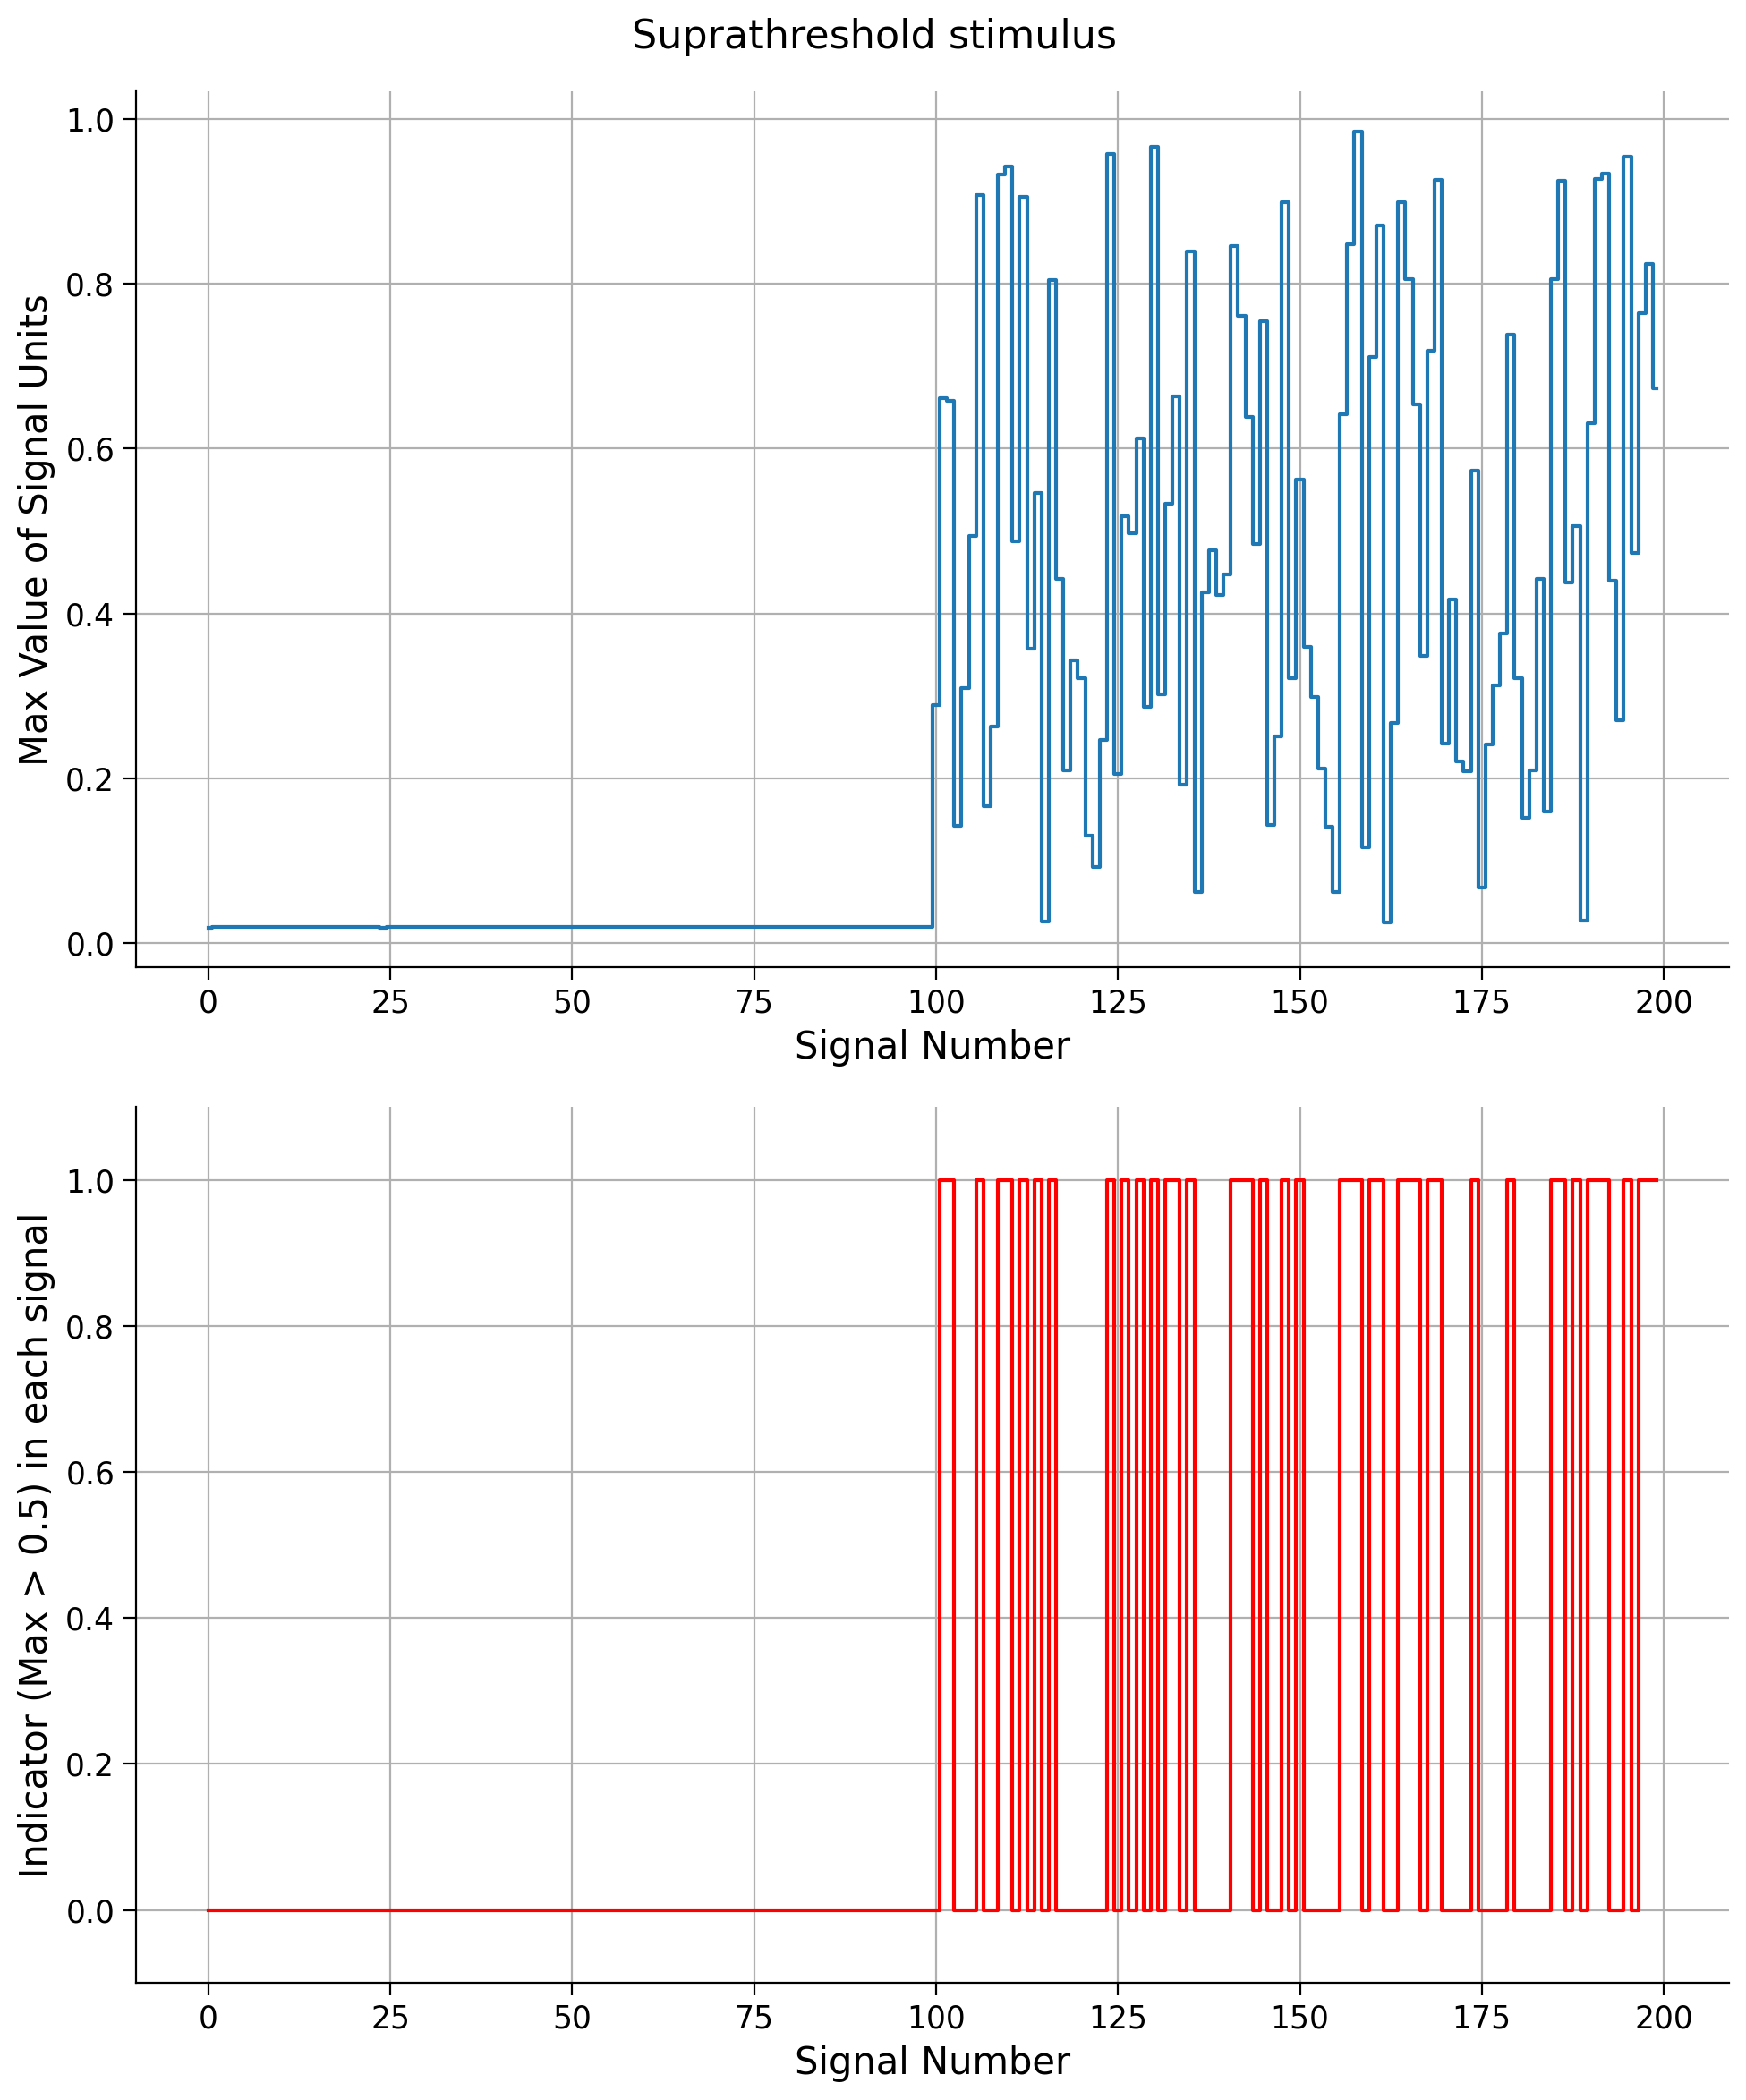 Suprathreshold stimulus
Max Value of Signal Units
1.0
0.8
0.6
0.4
0.2
0.0
0 25 50 75 100 125 150 175 200
Signal Number
Indicator (Max > 0.5) in each signal
1.0
0.8
0.6
0.4
0.2
0.0
0 25 50 75 100 125 150 175 200
Signal Number